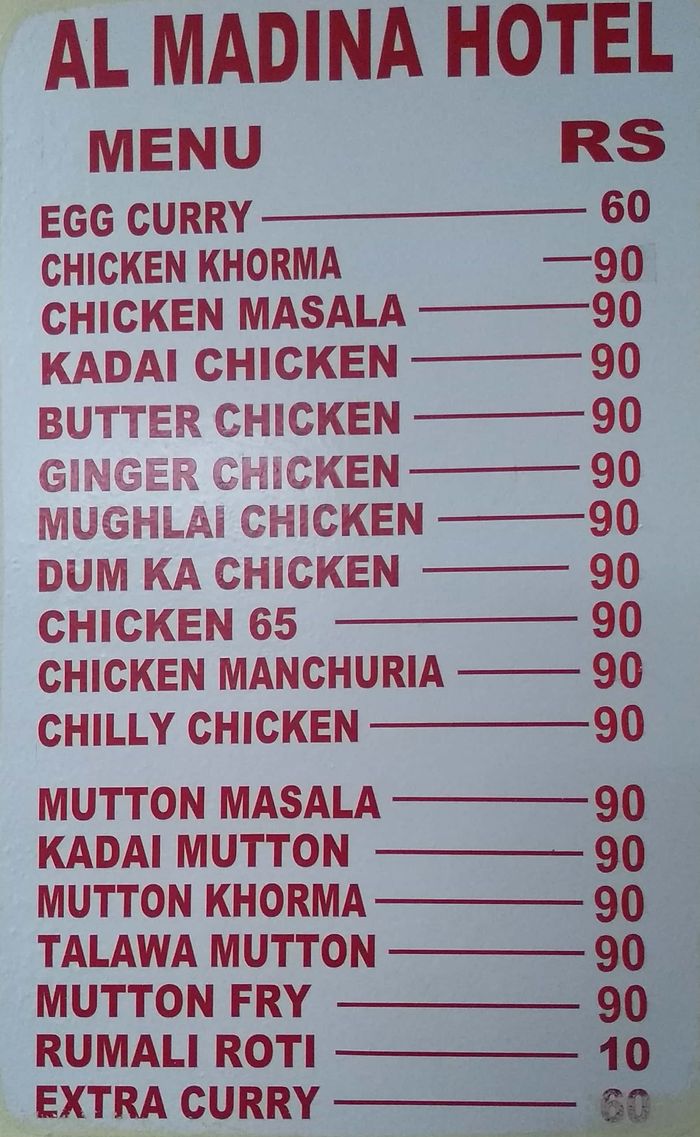 AL MADINA HOTEL
MENU RS
EGG CURRY 60
CHICKEN KHORMA 90
CHICKEN MASALA 90
KADAI CHICKEN 90
BUTTER CHICKEN 90
GINGER CHICKEN 90
MUGHLAI CHICKEN 90
DUM KA CHICKEN 90
CHICKEN 65 90
CHICKEN MANCHURIA 90
CHILLY CHICKEN 90
MUTTON MASALA 90
KADAI MUTTON 90
MUTTON KHORMA 90
TALAWA MUTTON 90
MUTTON FRY 90
RUMALI ROTI 10
EXTRA CURRY 60